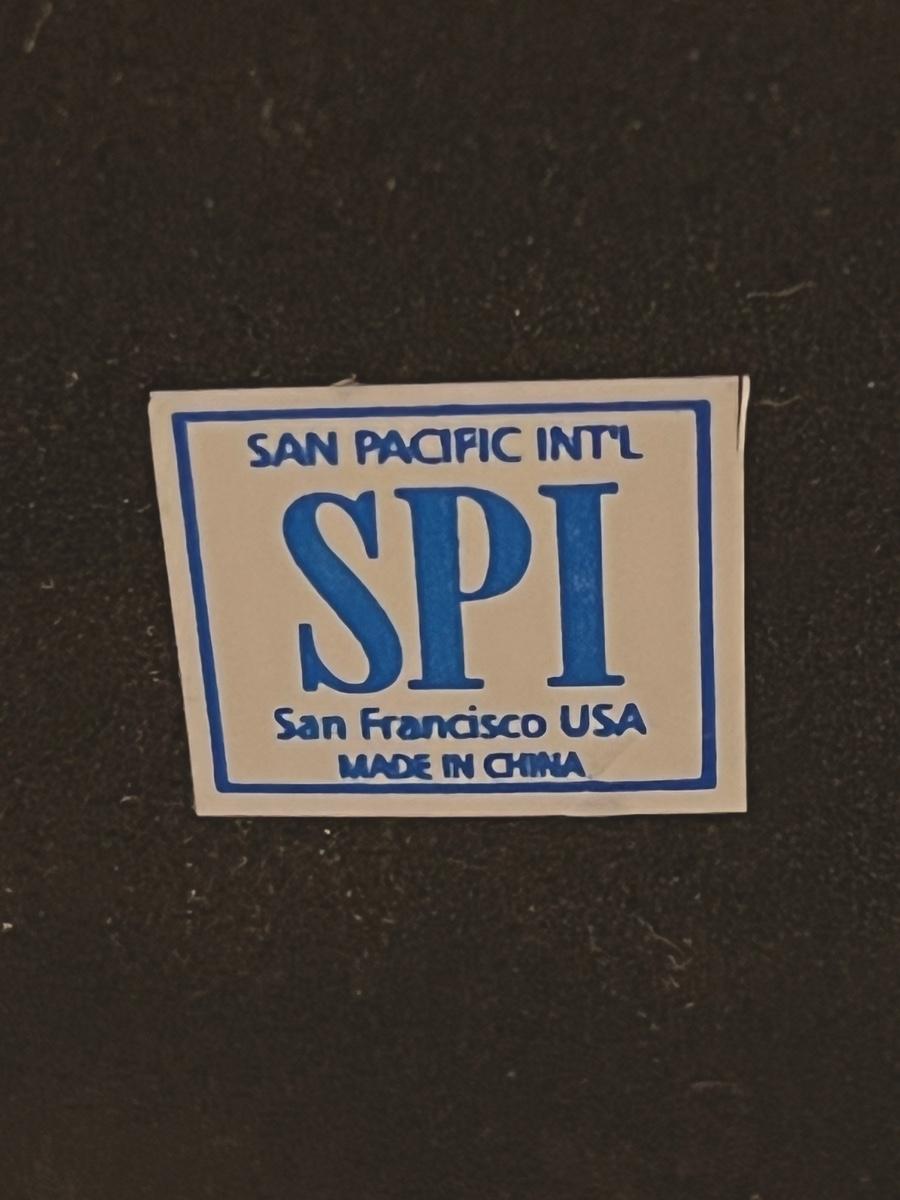 SAN PACIFIC INT'L
SPI
San Francisco USA
MADE IN CHINA